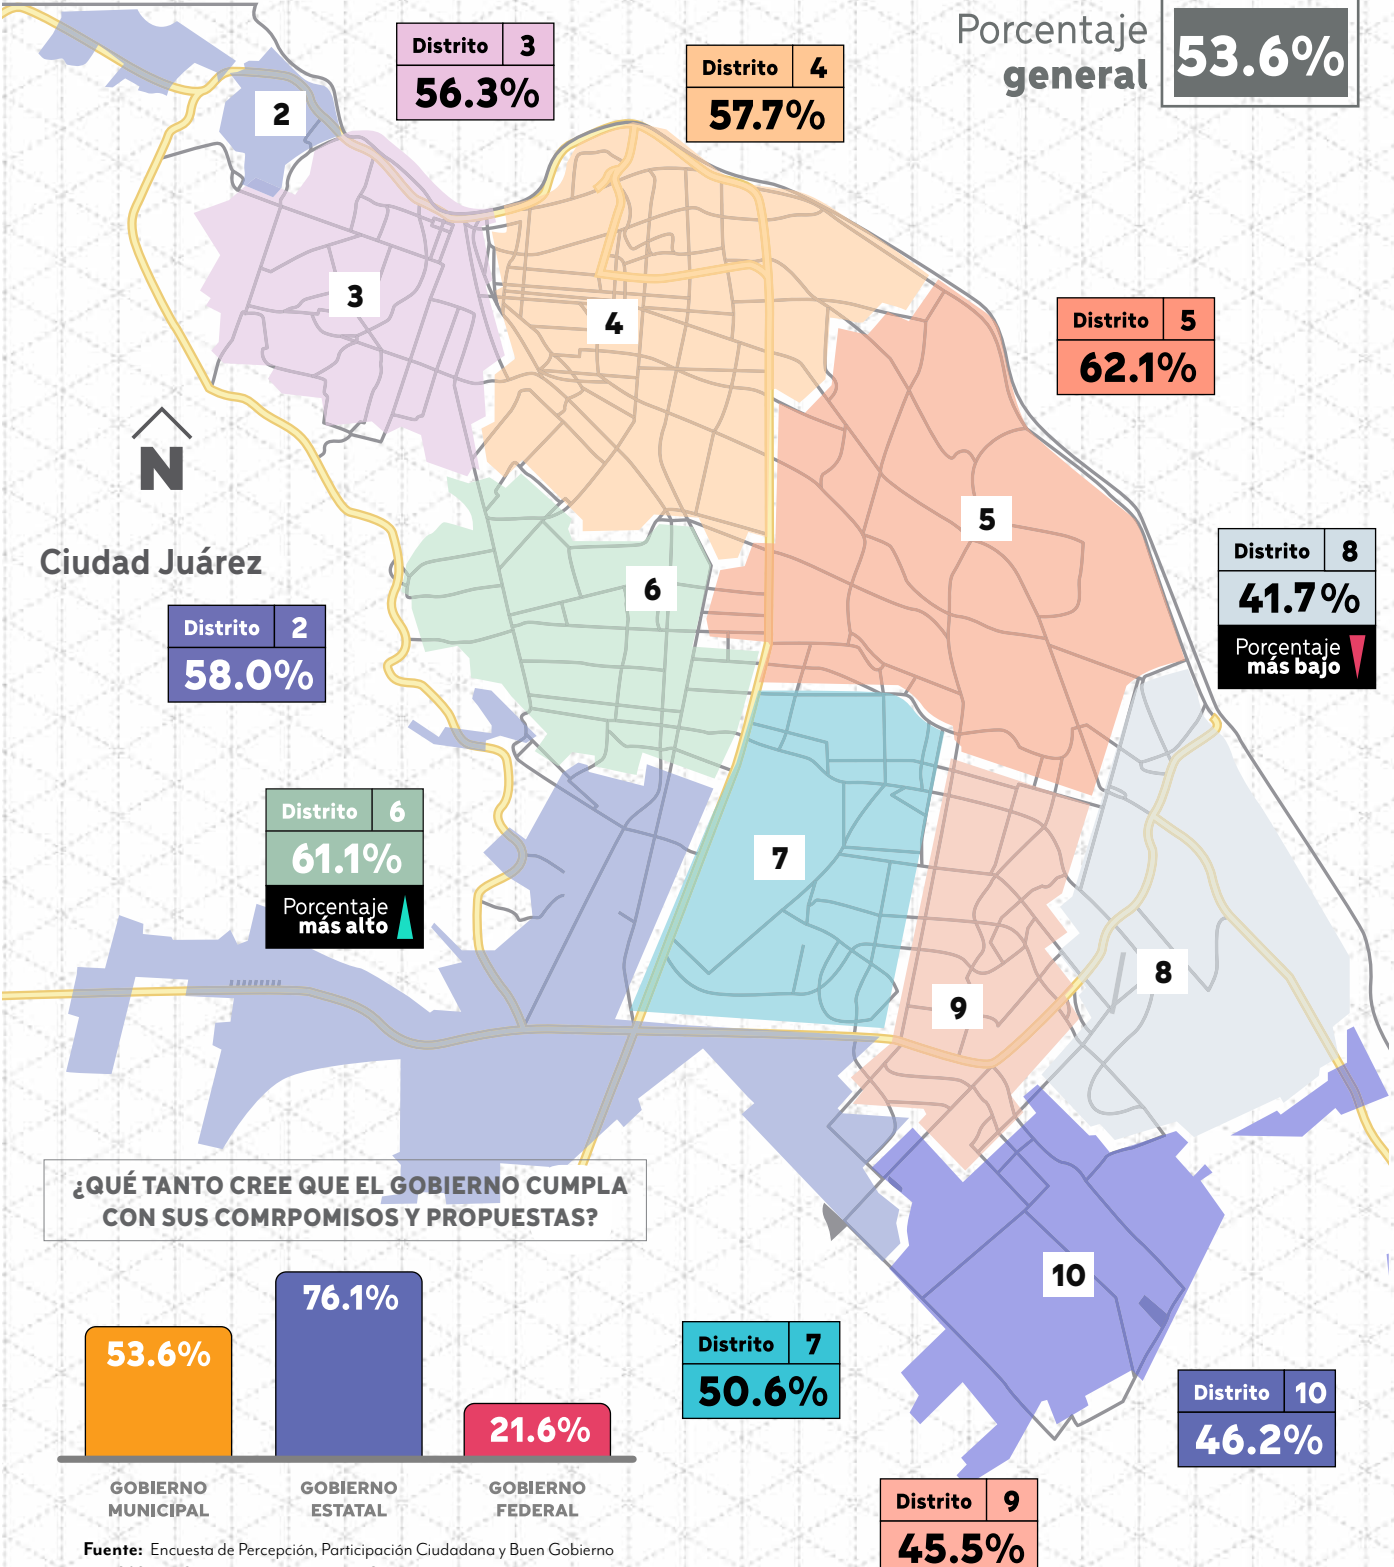 Porcentaje
general
53.6%
Distrito 3
56.3%
Distrito 4
57.7%
2
3
4
Distrito 5
62.1%
N
5
Ciudad Juárez
6
Distrito 8
41.7%
Porcentaje
más bajo
Distrito 2
58.0%
Distrito 6
61.1%
Porcentaje
más alto
7
8
9
¿QUÉ TANTO CREE QUE EL GOBIERNO CUMPLA
CON SUS COMRPOMISOS Y PROPUESTAS?
10
53.6%
76.1%
21.6%
GOBIERNO
MUNICIPAL
GOBIERNO
ESTATAL
GOBIERNO
FEDERAL
Distrito 7
50.6%
Distrito 10
46.2%
Distrito 9
45.5%
Fuente: Encuesta de Percepción, Participación Ciudadana y Buen Gobierno